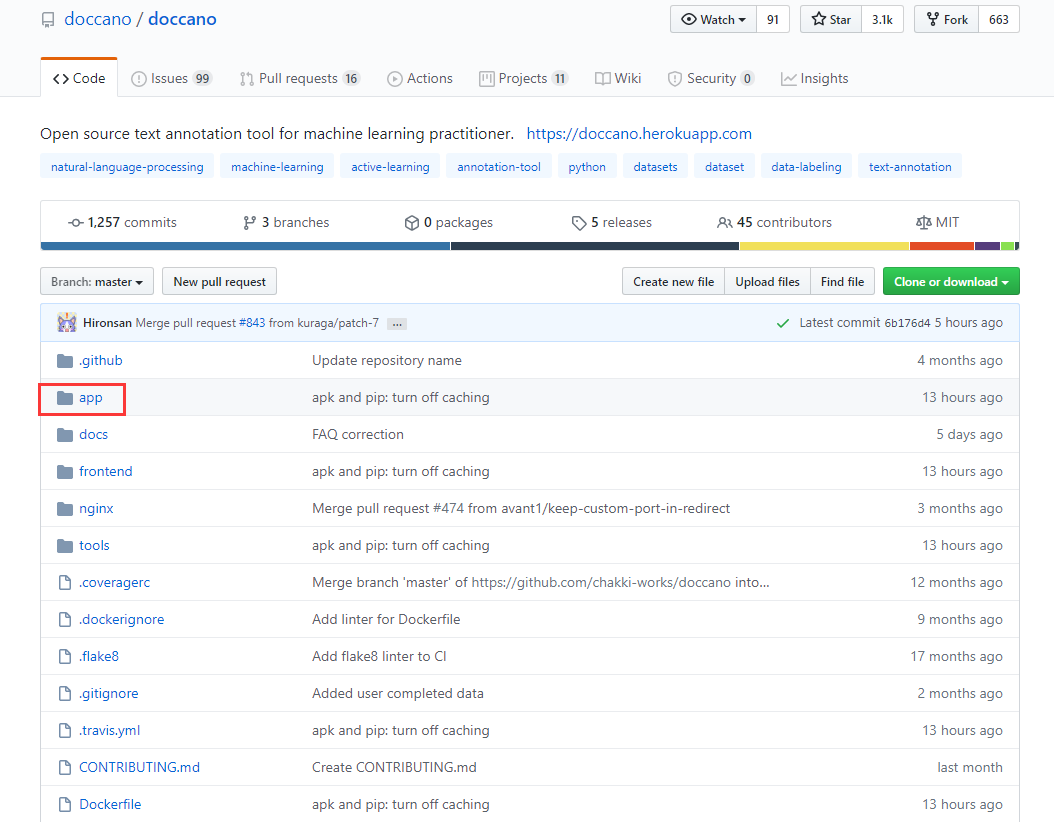 doccano / doccano Watch 91 Star 3.1k Fork 663
Code Issues 99 Pull requests 16 Actions Projects 11 Wiki Security 0 Insights
Open source text annotation tool for machine learning practitioner. https://doccano.herokuapp.com
natural-language-processing machine-learning active-learning annotation-tool python datasets dataset data-labeling text-annotation
1,257 commits 3 branches 0 packages 5 releases 45 contributors MIT
Branch: master New pull request Create new file Upload files Find file Clone or download
Hironsan Merge pull request #843 from kuraga/patch-7 ... Latest commit 6b176d4 5 hours ago
.github Update repository name 4 months ago
app apk and pip: turn off caching 13 hours ago
docs FAQ correction 5 days ago
frontend apk and pip: turn off caching 13 hours ago
nginx Merge pull request #474 from avant1/keep-custom-port-in-redirect 3 months ago
tools apk and pip: turn off caching 13 hours ago
.coveragerc Merge branch 'master' of https://github.com/chakki-works/doccano into... 12 months ago
.dockerignore Add linter for Dockerfile 9 months ago
.flake8 Add flake8 linter to CI 17 months ago
.gitignore Added user completed data 2 months ago
.travis.yml apk and pip: turn off caching 13 hours ago
CONTRIBUTING.md Create CONTRIBUTING.md last month
Dockerfile apk and pip: turn off caching 13 hours ago